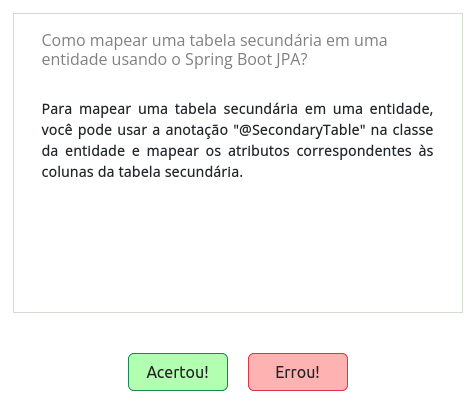 Como mapear uma tabela secundária em uma
entidade usando o Spring Boot JPA?
Para mapear uma tabela secundária em uma entidade,
você pode usar a anotação "@SecondaryTable" na classe
da entidade e mapear os atributos correspondentes às
colunas da tabela secundária.
Acertou!
Errou!